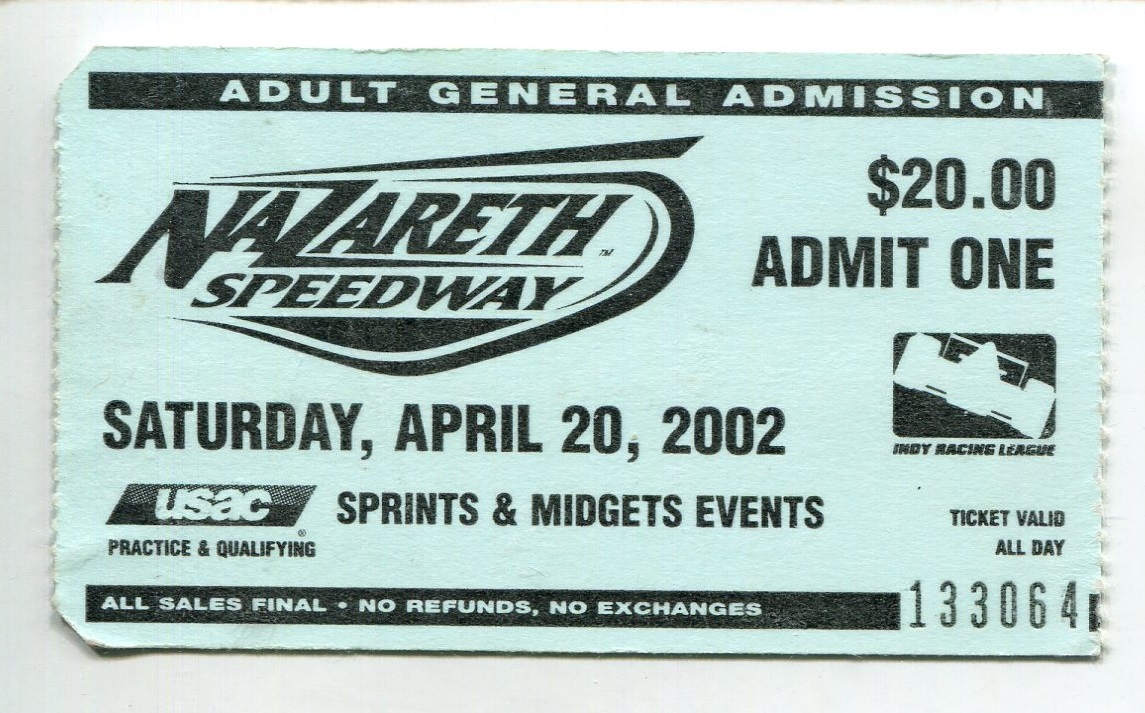 ADULT GENERAL ADMISSION
NAZARETH
SPEEDWAY™
$20.00
ADMIT ONE
INDY RACING LEAGUE
SATURDAY, APRIL 20, 2002
usac®
PRACTICE & QUALIFYING
SPRINTS & MIDGETS EVENTS
TICKET VALID
ALL DAY
ALL SALES FINAL • NO REFUNDS, NO EXCHANGES
133064